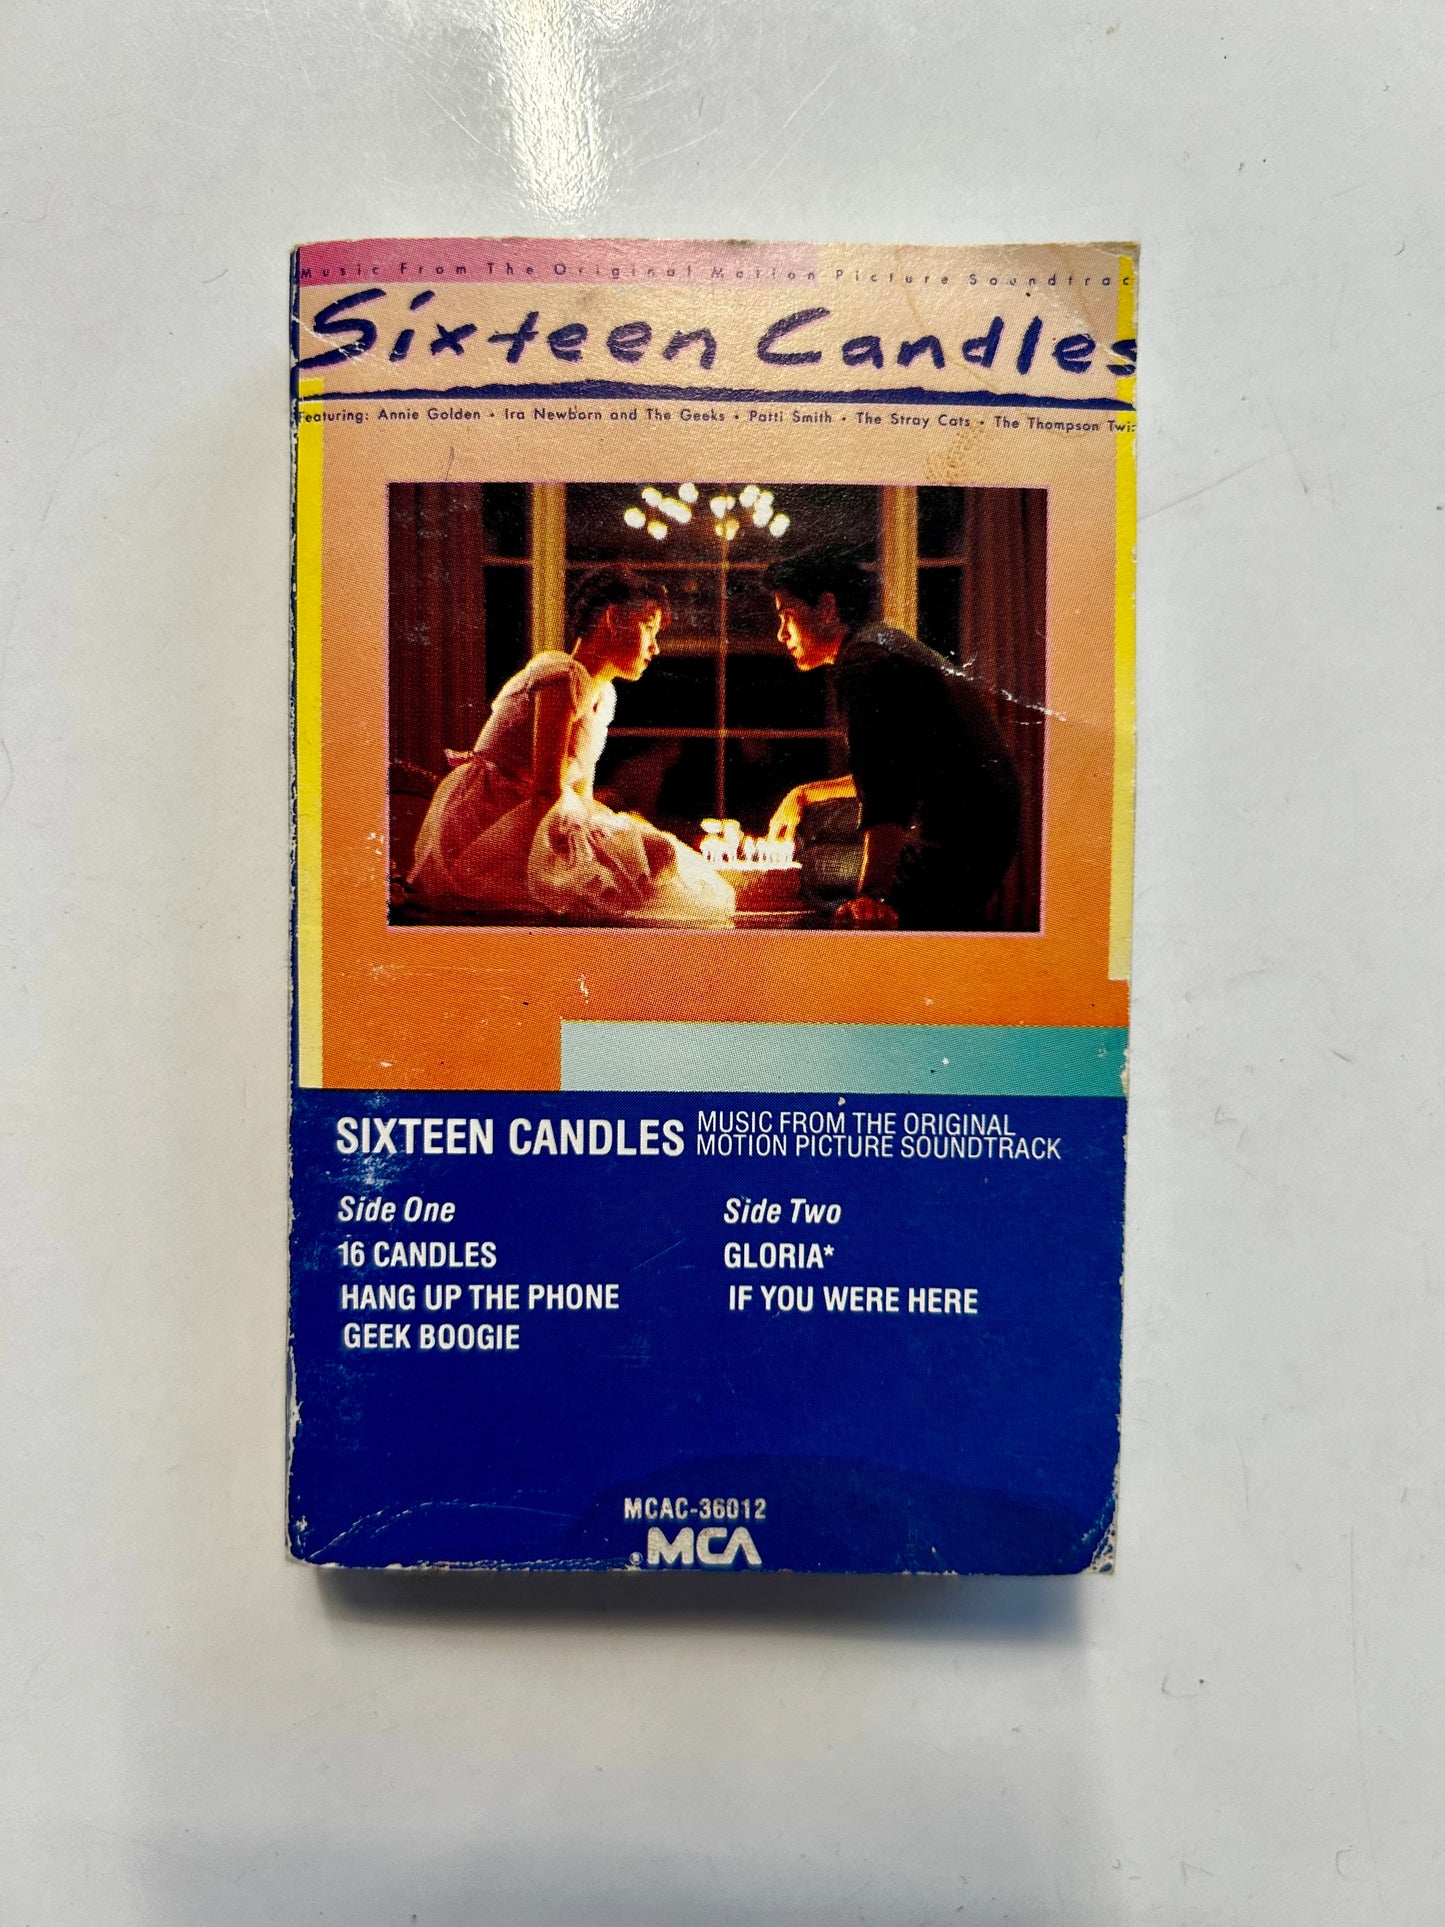 Music From The Original Motion Picture Soundtrac
Sixteen Candles
Featuring: Annie Golden • Ira Newborn and The Geeks • Patti Smith • The Stray Cats • The Thompson Twi
SIXTEEN CANDLES MUSIC FROM THE ORIGINAL
MOTION PICTURE SOUNDTRACK
Side One
16 CANDLES
HANG UP THE PHONE
GEEK BOOGIE
Side Two
GLORIA*
IF YOU WERE HERE
MCAC-36012
MCA